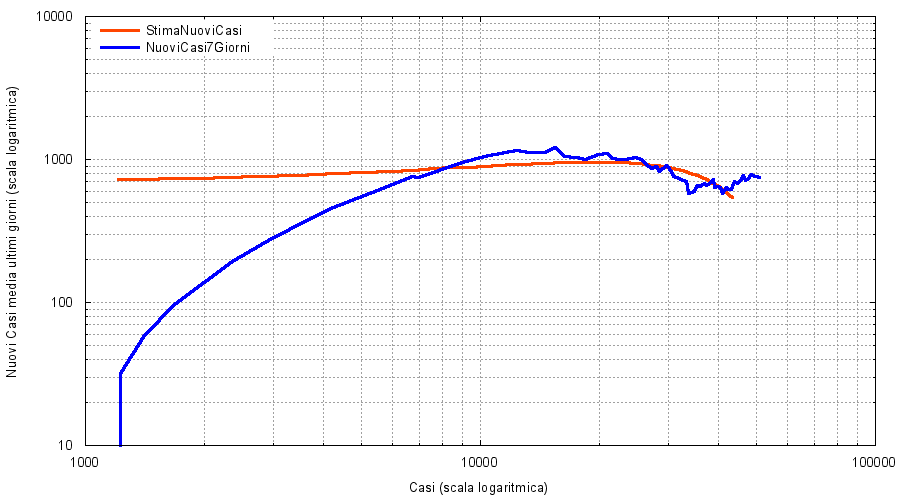 10000
StimaNuoviCasi
NuoviCasi7Giorni
1000
100
10
Nuovi Casi media ultimi giorni (scala logaritmica)
1000
10000
100000
Casi (scala logaritmica)